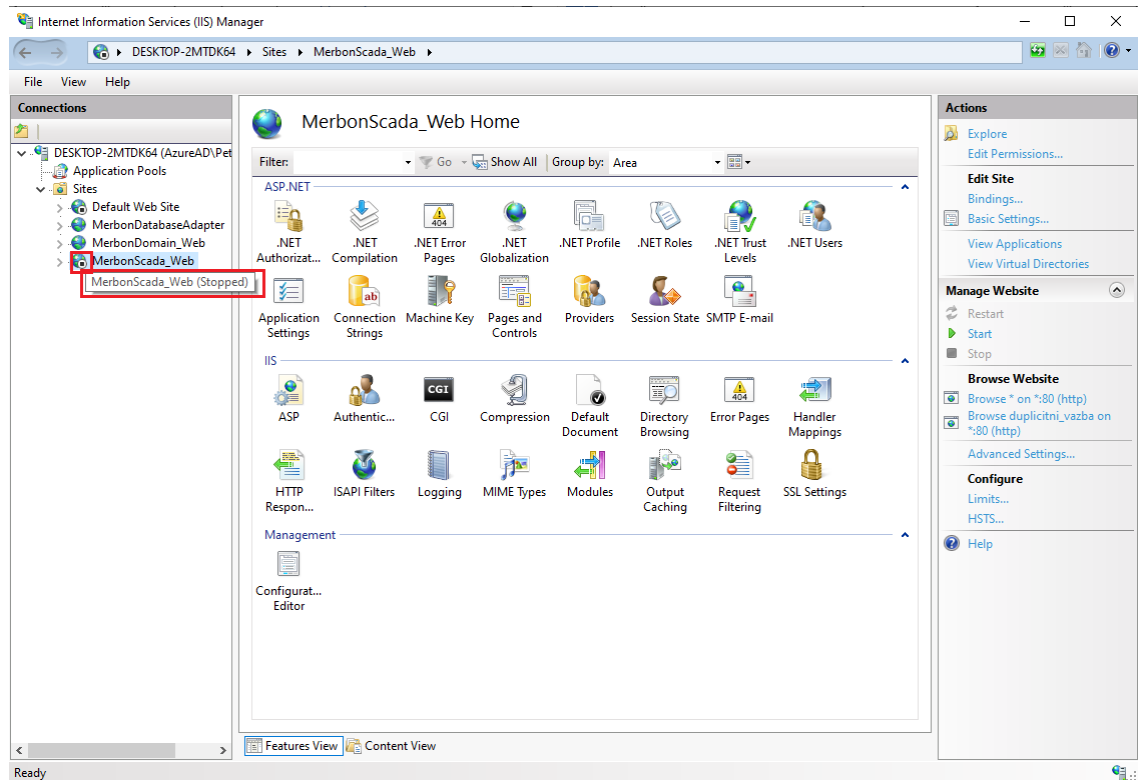 Internet Information Services (IIS) Manager
DESKTOP-2MTDK64 Sites MerbonScada_Web
File View Help
Connections
DESKTOP-2MTDK64 (AzureAD\Pet
Application Pools
Sites
Default Web Site
MerbonDatabaseAdapter
MerbonDomain_Web
MerbonScada_Web
MerbonScada_Web (Stopped)
MerbonScada_Web Home
Filter: Go Show All Group by: Area
ASP.NET
.NET Authorizat...
.NET Compilation
404
.NET Error Pages
.NET Globalization
.NET Profile
.NET Roles
.NET Trust Levels
.NET Users
Application Settings
ab
Connection Strings
Machine Key
Pages and Controls
Providers
Session State
SMTP E-mail
IIS
ASP
Authentic...
CGI
CGI
Compression
Default Document
Directory Browsing
404
Error Pages
Handler Mappings
HTTP Respon...
ISAPI Filters
Logging
MIME Types
Modules
Output Caching
Request Filtering
SSL Settings
Management
Configurat... Editor
Features View Content View
Actions
Explore
Edit Permissions...
Edit Site
Bindings...
Basic Settings...
View Applications
View Virtual Directories
Manage Website
Restart
Start
Stop
Browse Website
Browse * on *:80 (http)
Browse duplicitni_vazba on
*:80 (http)
Advanced Settings...
Configure
Limits...
HSTS...
Help
Ready